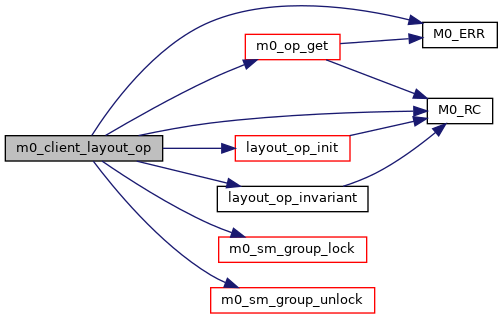 M0_ERR
m0_op_get
M0_RC
m0_client_layout_op
layout_op_init
layout_op_invariant
m0_sm_group_lock
m0_sm_group_unlock